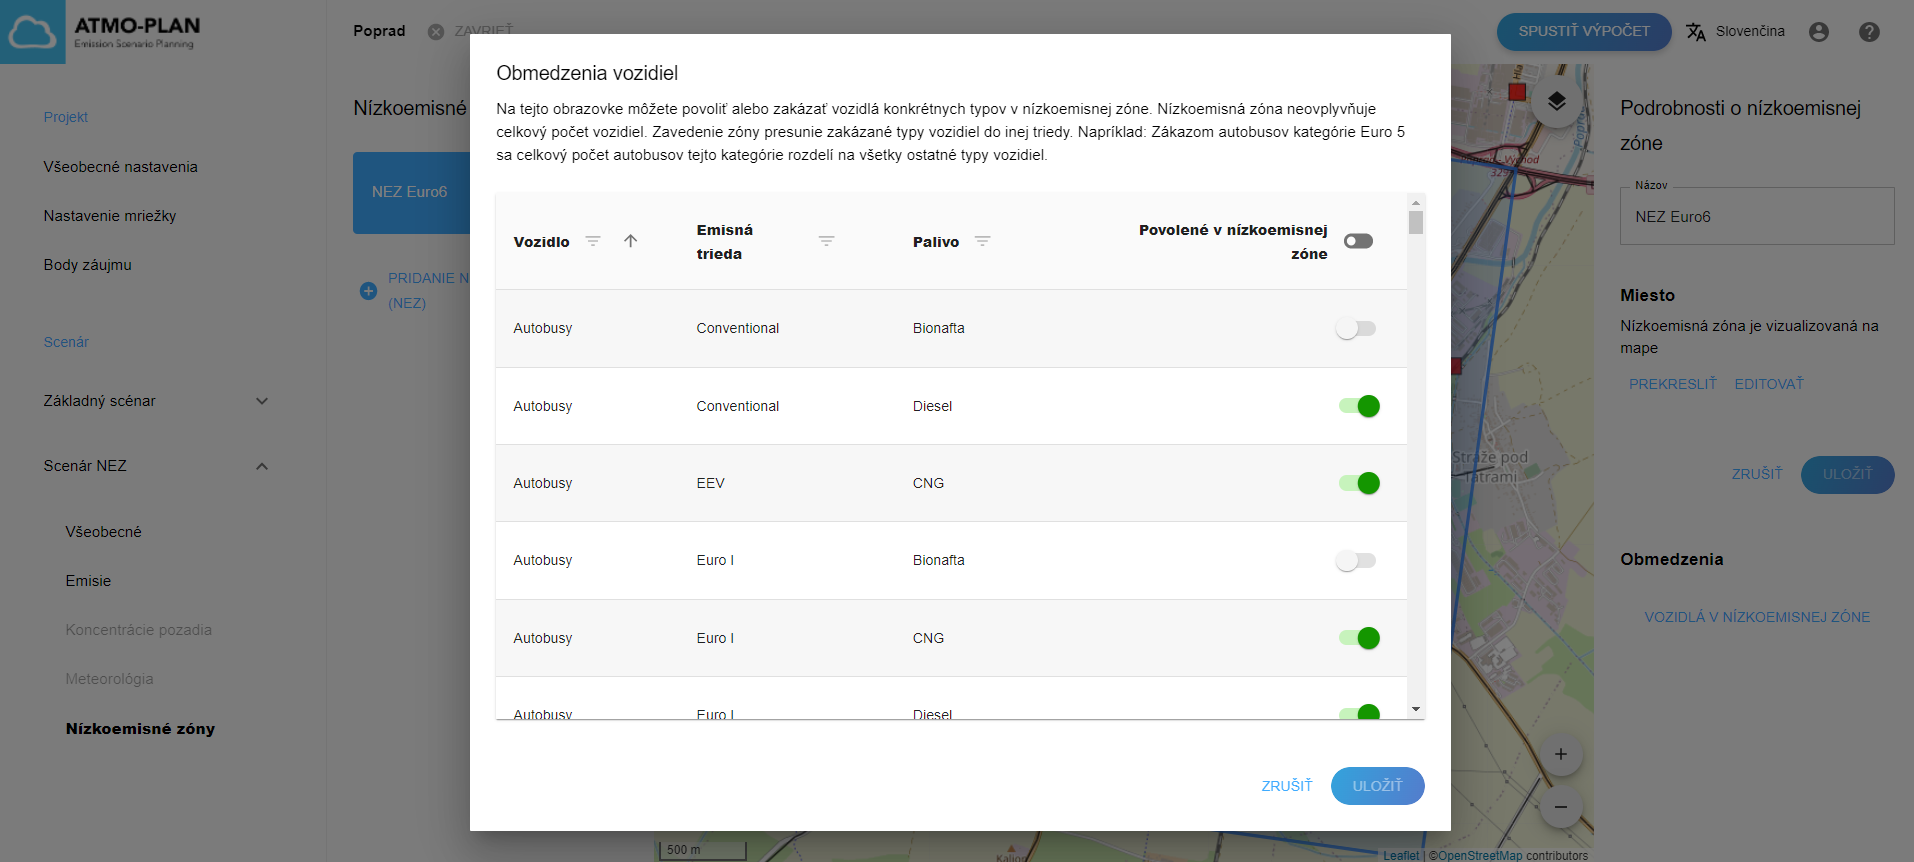 ATMO-PLAN
Emission Scenario Planning
Poprad
ZAVRIEŤ
SPUSTIŤ VÝPOČET
Slovenčina
Projekt
Všeobecné nastavenia
Nastavenie mriežky
Body záujmu
Scenár
Základný scénar
Scenár NEZ
Všeobecné
Emisie
Koncentrácie pozadia
Meteorológia
Nízkoemisné zóny
Nízkoemisné
NEZ Euro6
PRIDANIE N
(NEZ)
Obmedzenia vozidiel
Na tejto obrazovke môžete povoliť alebo zakázať vozidlá konkrétnych typov v nízkoemisnej zóne. Nízkoemisná zóna neovplyvňuje
celkový počet vozidiel. Zavedenie zóny presunie zakázané typy vozidiel do inej triedy. Napríklad: Zákazom autobusov kategórie Euro 5
sa celkový počet autobusov tejto kategórie rozdelí na všetky ostatné typy vozidiel.
Vozidlo Emisná trieda Palivo Povolené v nízkoemisnej zóne
Autobusy Conventional Bionafta
Autobusy Conventional Diesel
Autobusy EEV CNG
Autobusy Euro I Bionafta
Autobusy Euro I CNG
Autobusy Euro I Diesel
ZRUŠIŤ ULOŽIŤ
Poprad-Východ
329
Stráže pod
Tatrami
500 m
Leaflet | ©OpenStreetMap contributors
Podrobnosti o nízkoemisnej
zóne
Názov
NEZ Euro6
Miesto
Nízkoemisná zóna je vizualizovaná na
mape
PREKRESLIŤ EDITOVAŤ
ZRUŠIŤ ULOŽIŤ
Obmedzenia
VOZIDLÁ V NÍZKOEMISNEJ ZÓNE